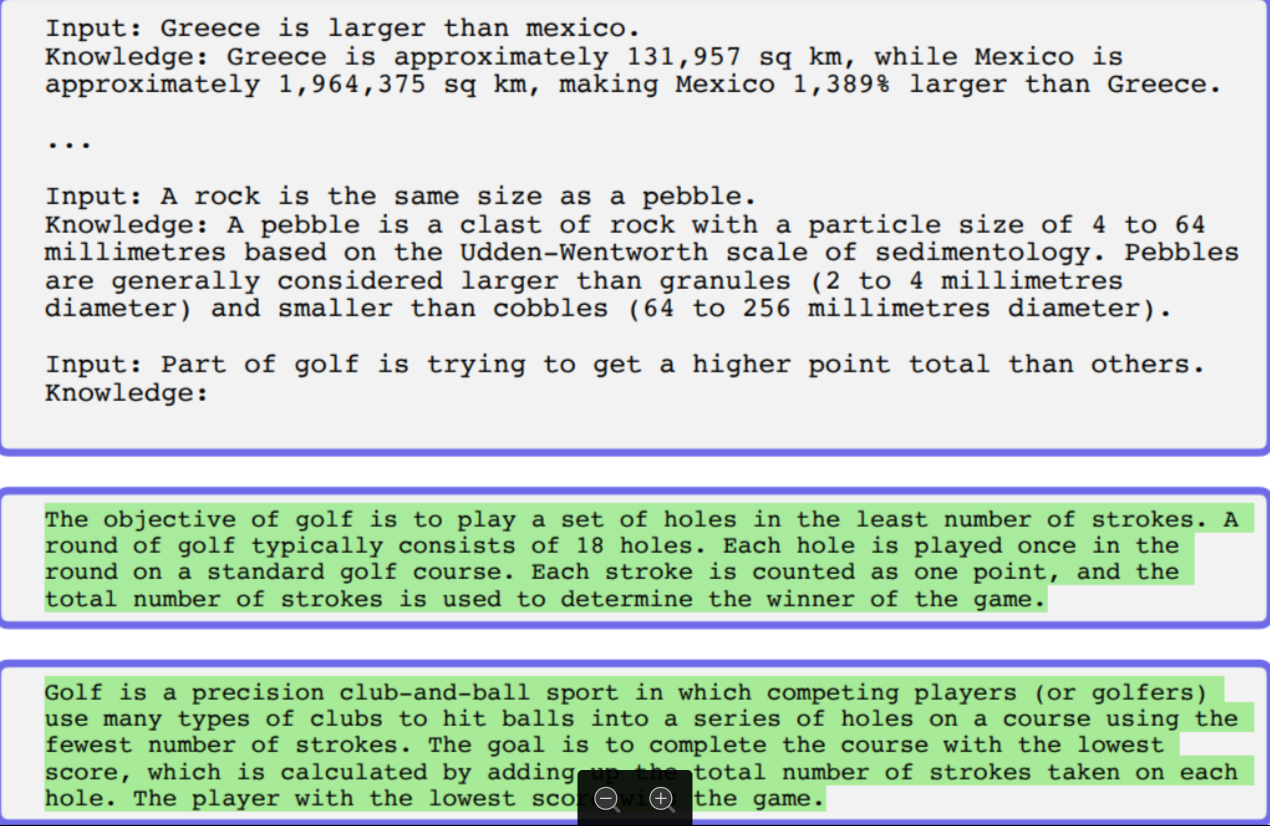 Input: Greece is larger than mexico.
Knowledge: Greece is approximately 131,957 sq km, while Mexico is
approximately 1,964,375 sq km, making Mexico 1,389% larger than Greece.
...
Input: A rock is the same size as a pebble.
Knowledge: A pebble is a clast of rock with a particle size of 4 to 64
millimetres based on the Udden-Wentworth scale of sedimentology. Pebbles
are generally considered larger than granules (2 to 4 millimetres
diameter) and smaller than cobbles (64 to 256 millimetres diameter).
Input: Part of golf is trying to get a higher point total than others.
Knowledge:
The objective of golf is to play a set of holes in the least number of strokes. A
round of golf typically consists of 18 holes. Each hole is played once in the
round on a standard golf course. Each stroke is counted as one point, and the
total number of strokes is used to determine the winner of the game.
Golf is a precision club-and-ball sport in which competing players (or golfers)
use many types of clubs to hit balls into a series of holes on a course using the
fewest number of strokes. The goal is to complete the course with the lowest
score, which is calculated by adding up the total number of strokes taken on each
hole. The player with the lowest score wins the game.